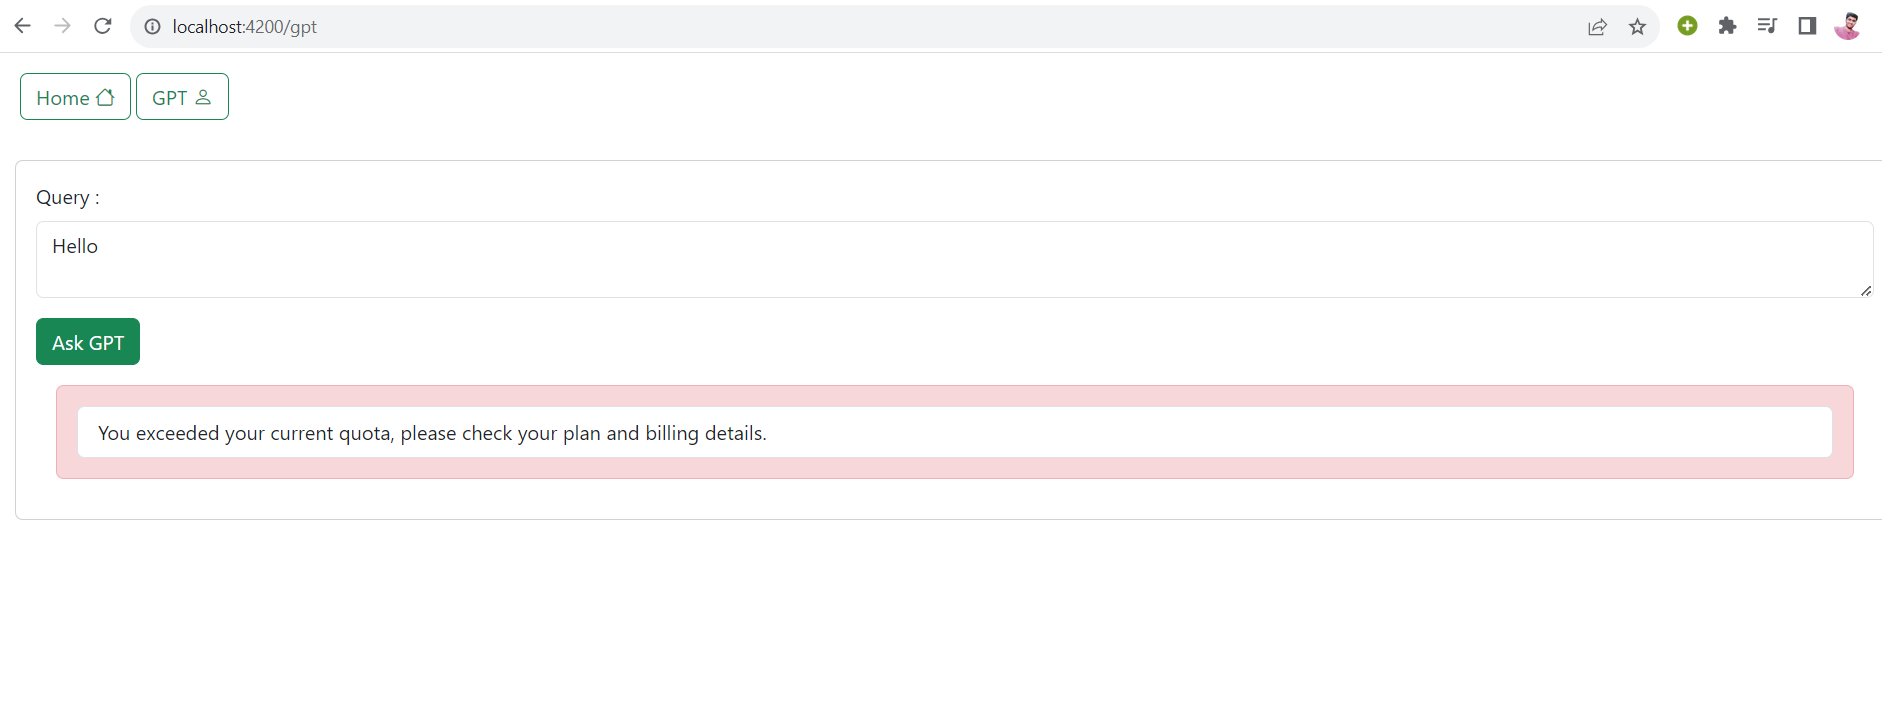 localhost:4200/gpt
Home GPT
Query :
Hello
Ask GPT
You exceeded your current quota, please check your plan and billing details.